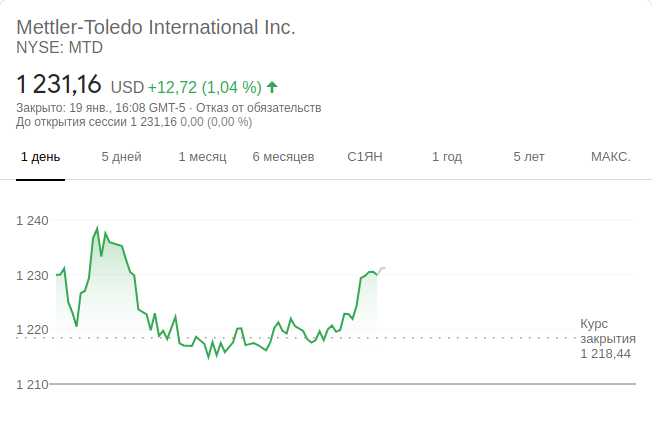 Mettler-Toledo International Inc.
NYSE: MTD
1 231,16 USD +12,72 (1,04 %)
Закрыто: 19 янв., 16:08 GMT-5 · Отказ от обязательств
До открытия сессии 1 231,16 0,00 (0,00 %)
1 день 5 дней 1 месяц 6 месяцев С1ЯН 1 год 5 лет МАКС.
1 240
1 230
1 220
Курс
закрытия
1 218,44
1 210